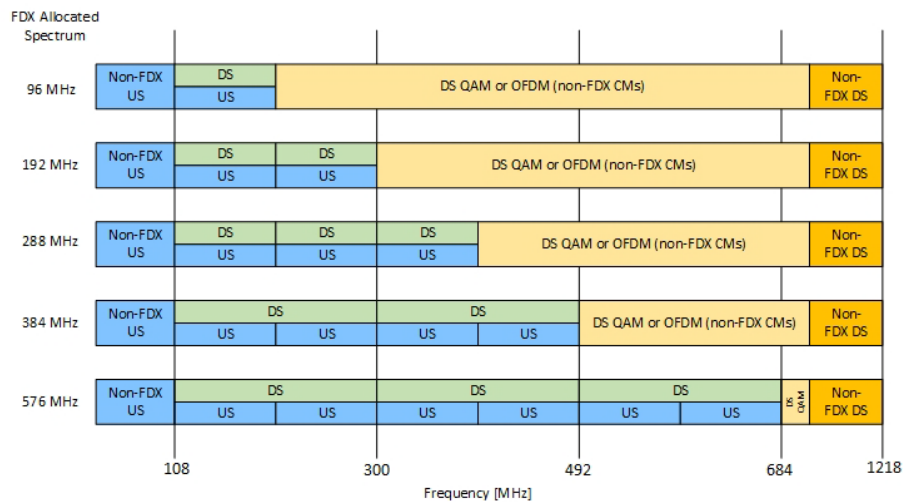 FDX Allocated
Spectrum
96 MHz
Non-FDX
US
DS
US
DS QAM or OFDM (non-FDX CMs)
Non-
FDX DS
192 MHz
Non-FDX
US
DS
DS
US
US
DS QAM or OFDM (non-FDX CMs)
Non-
FDX DS
288 MHz
Non-FDX
US
DS
DS
DS
US
US
US
DS QAM or OFDM (non-FDX CMs)
Non-
FDX DS
384 MHz
Non-FDX
US
DS
DS
US
US
US
US
DS QAM or OFDM (non-FDX CMs)
Non-
FDX DS
576 MHz
Non-FDX
US
DS
DS
DS
US
US
US
US
US
US
DS
QAM
Non-
FDX DS
108
300
492
684
1218
Frequency [MHz]